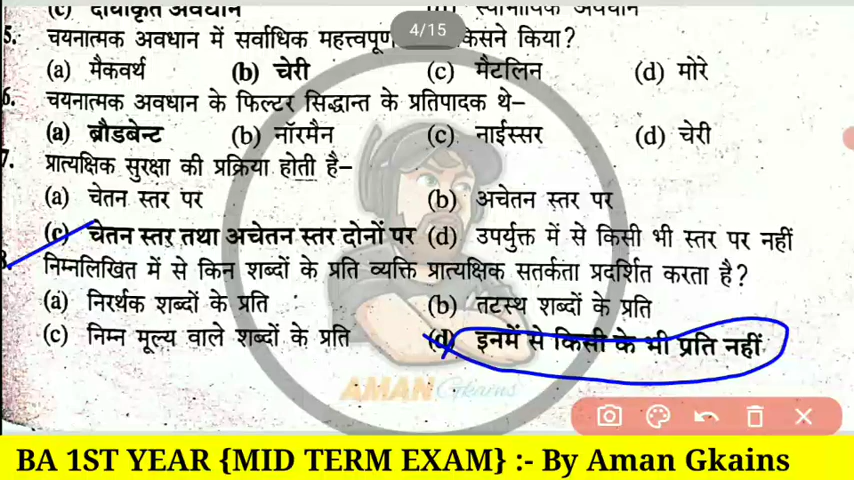 (c) दायीकृत अवधान (d) स्वाभाविक अवधान
5. चयनात्मक अवधान में सर्वाधिक महत्त्वपूर्ण किसने किया?
4/15
(a) मैकवर्थ (b) चेरी (c) मैटलिन (d) मोरे
6. चयनात्मक अवधान के फिल्टर सिद्धान्त के प्रतिपादक थे–
(a) ब्रौडबेन्ट (b) नॉरमैन (c) नाईस्सर (d) चेरी
7. प्रात्यक्षिक सुरक्षा की प्रक्रिया होती है–
(a) चेतन स्तर पर (b) अचेतन स्तर पर
(c) चेतन स्तर तथा अचेतन स्तर दोनों पर (d) उपर्युक्त में से किसी भी स्तर पर नहीं
8. निम्नलिखित में से किन शब्दों के प्रति व्यक्ति प्रात्यक्षिक सतर्कता प्रदर्शित करता है?
(a) निरर्थक शब्दों के प्रति (b) तटस्थ शब्दों के प्रति
(c) निम्न मूल्य वाले शब्दों के प्रति (d) इनमें से किसी के भी प्रति नहीं
AMAN Gkains
BA 1ST YEAR {MID TERM EXAM} :- By Aman Gkains